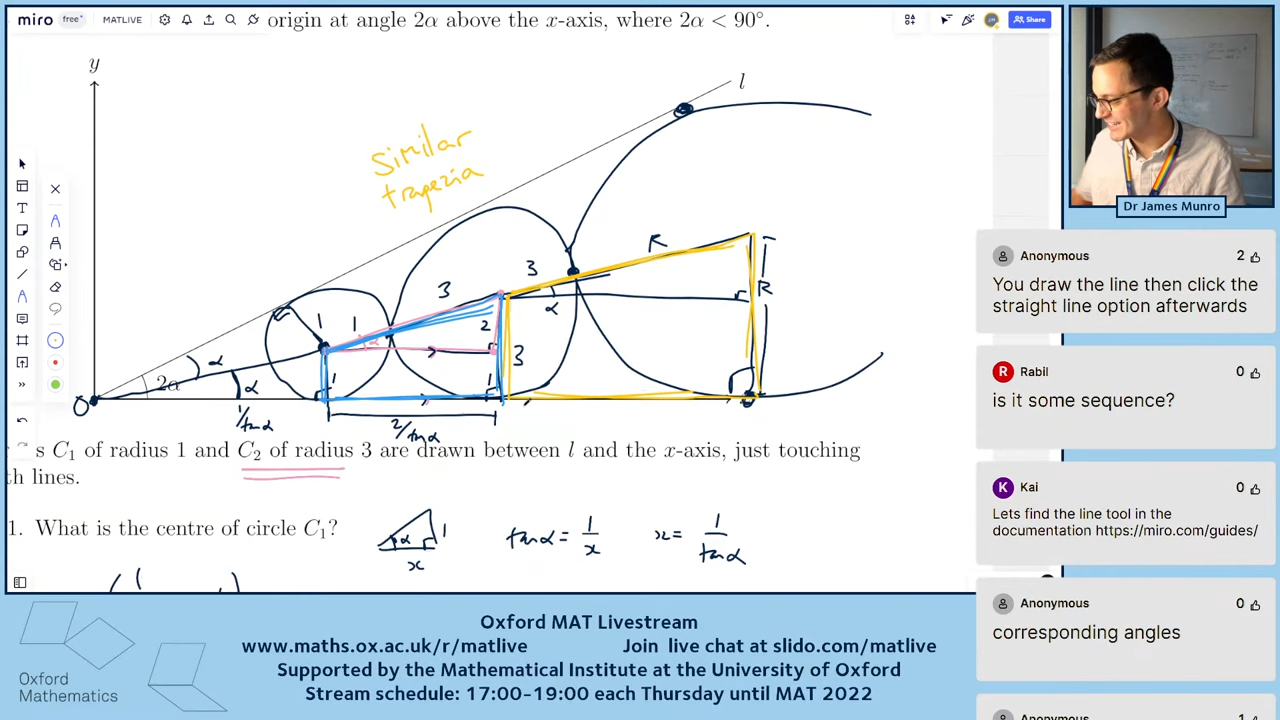 miro free MATLIVE Share
origin at angle 2α above the x-axis, where 2α < 90°.
y
l
Similar
trapezia
R
3
3
T
R
1
1
α
α
2
3
1
1
α
2α
α
O
1/tanα
2/tanα
s C₁ of radius 1 and C₂ of radius 3 are drawn between l and the x-axis, just touching
th lines.
1. What is the centre of circle C₁?
α
1
x
tanα = 1/x
x = 1/tanα
Dr James Munro
Anonymous 2
You draw the line then click the
straight line option afterwards
R Rabil 0
is it some sequence?
K Kai 0
Lets find the line tool in the
documentation https://miro.com/guides/
Anonymous 0
corresponding angles
Anonymous 1
Oxford
Mathematics
Oxford MAT Livestream
www.maths.ox.ac.uk/r/matlive Join live chat at slido.com/matlive
Supported by the Mathematical Institute at the University of Oxford
Stream schedule: 17:00-19:00 each Thursday until MAT 2022